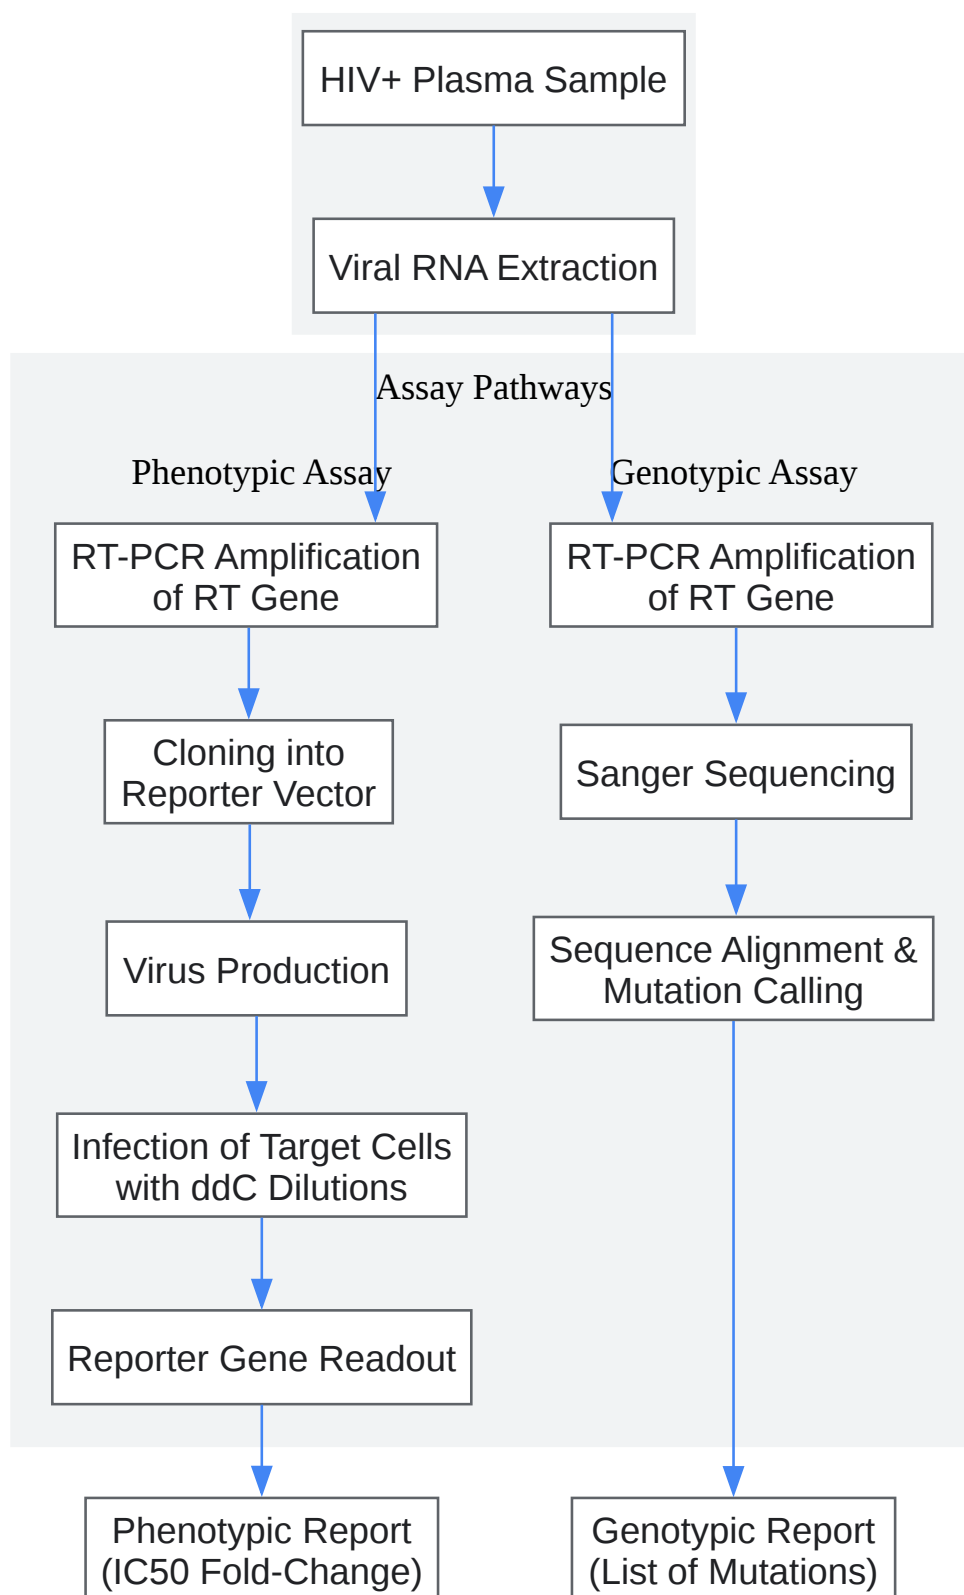 HIV+ Plasma Sample
Viral RNA Extraction
Assay Pathways
Phenotypic Assay
Genotypic Assay
RT-PCR Amplification
of RT Gene
RT-PCR Amplification
of RT Gene
Cloning into
Reporter Vector
Sanger Sequencing
Virus Production
Sequence Alignment &
Mutation Calling
Infection of Target Cells
with ddC Dilutions
Reporter Gene Readout
Phenotypic Report
(IC50 Fold-Change)
Genotypic Report
(List of Mutations)